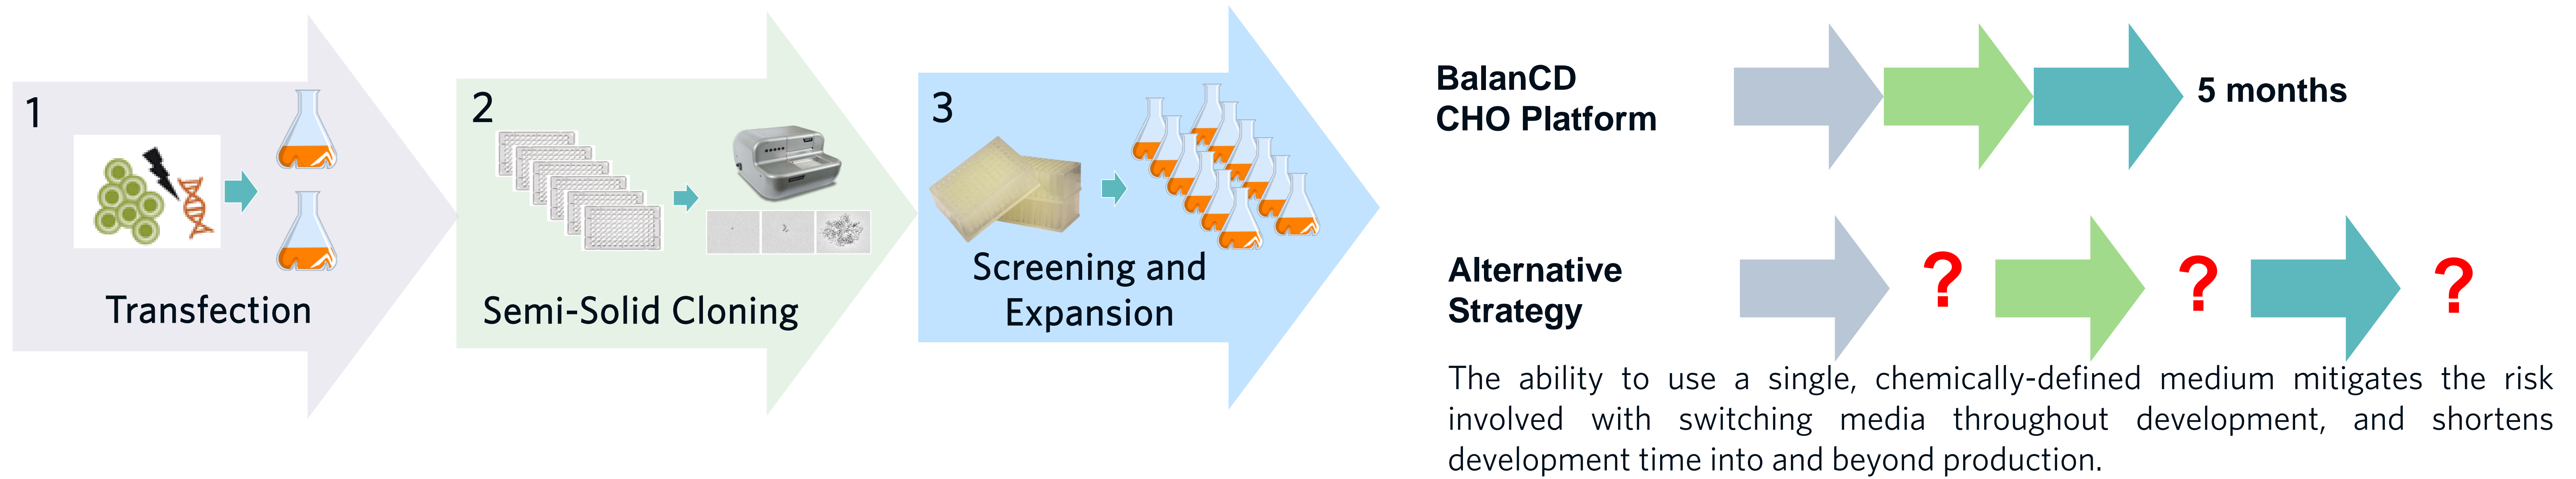 1
Transfection
2
Semi-Solid Cloning
3
Screening and
Expansion
BalanCD
CHO Platform
5 months
Alternative
Strategy
?
?
?
The ability to use a single, chemically-defined medium mitigates the risk
involved with switching media throughout development, and shortens
development time into and beyond production.